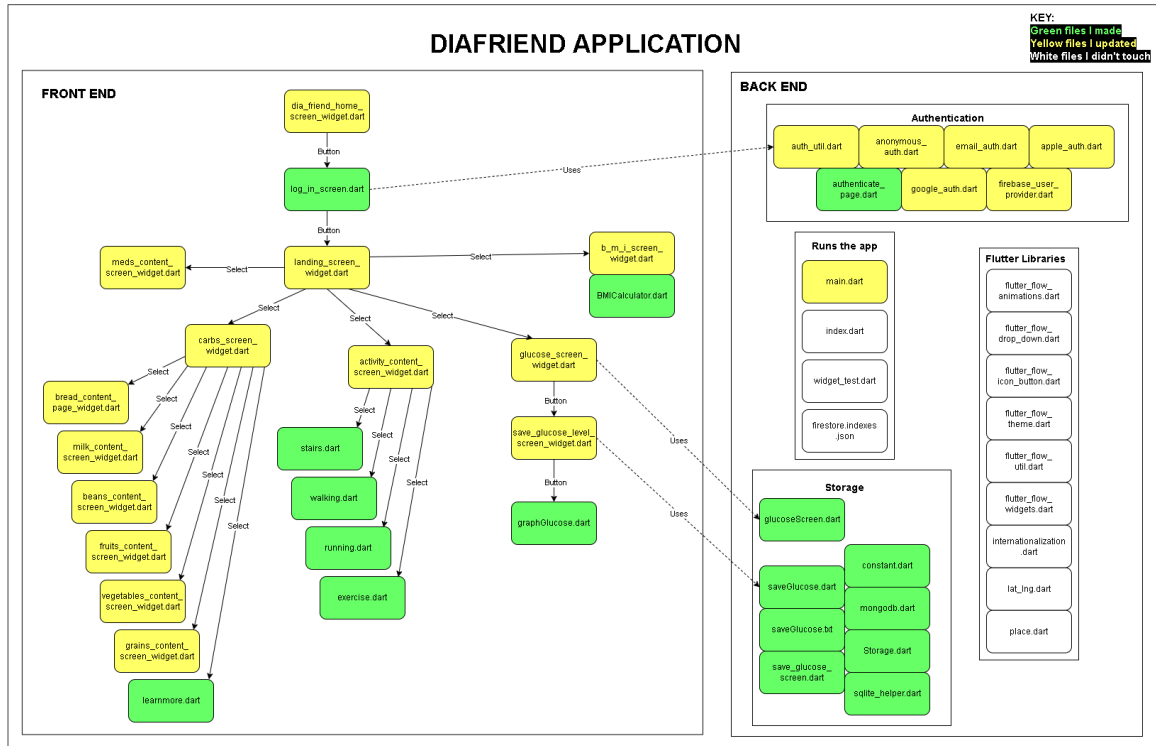 DIAFRIEND APPLICATION
KEY:
Green files I made
Yellow files I updated
White files I didn't touch
FRONT END
dia_friend_home_
screen_widget.dart
Button
log_in_screen.dart
Uses
Button
meds_content_
screen_widget.dart
Select
landing_screen_
widget.dart
Select
b_m_i_screen_
widget.dart
BMICalculator.dart
Select
Select
Select
carbs_screen_
widget.dart
activity_content_
screen_widget.dart
glucose_screen_
widget.dart
Select
bread_content_
page_widget.dart
Select
milk_content_
screen_widget.dart
Select
beans_content_
screen_widget.dart
Select
fruits_content_
screen_widget.dart
Select
vegetables_content_
screen_widget.dart
Select
grains_content_
screen_widget.dart
Select
learnmore.dart
Select
stairs.dart
Select
walking.dart
Select
running.dart
Select
exercise.dart
Button
save_glucose_level_
screen_widget.dart
Button
graphGlucose.dart
Uses
Uses
BACK END
Authentication
auth_util.dart
anonymous_
auth.dart
email_auth.dart
apple_auth.dart
authenticate_
page.dart
google_auth.dart
firebase_user_
provider.dart
Runs the app
main.dart
index.dart
widget_test.dart
firestore.indexes
.json
Flutter Libraries
flutter_flow_
animations.dart
flutter_flow_
drop_down.dart
flutter_flow_
icon_button.dart
flutter_flow_
theme.dart
flutter_flow_
util.dart
flutter_flow_
widgets.dart
internationalization
.dart
lat_lng.dart
place.dart
Storage
glucoseScreen.dart
saveGlucose.dart
saveGlucose.txt
save_glucose_
screen.dart
constant.dart
mongodb.dart
Storage.dart
sqlite_helper.dart